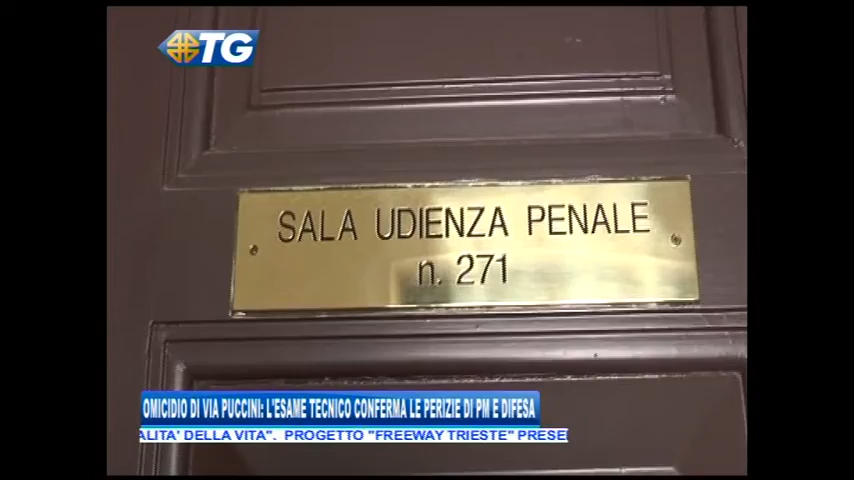 TG
SALA UDIENZA PENALE
n. 271
OMICIDIO DI VIA PUCCINI: L'ESAME TECNICO CONFERMA LE PERIZIE DI PM E DIFESA
ALITA' DELLA VITA". PROGETTO "FREEWAY TRIESTE" PRESE